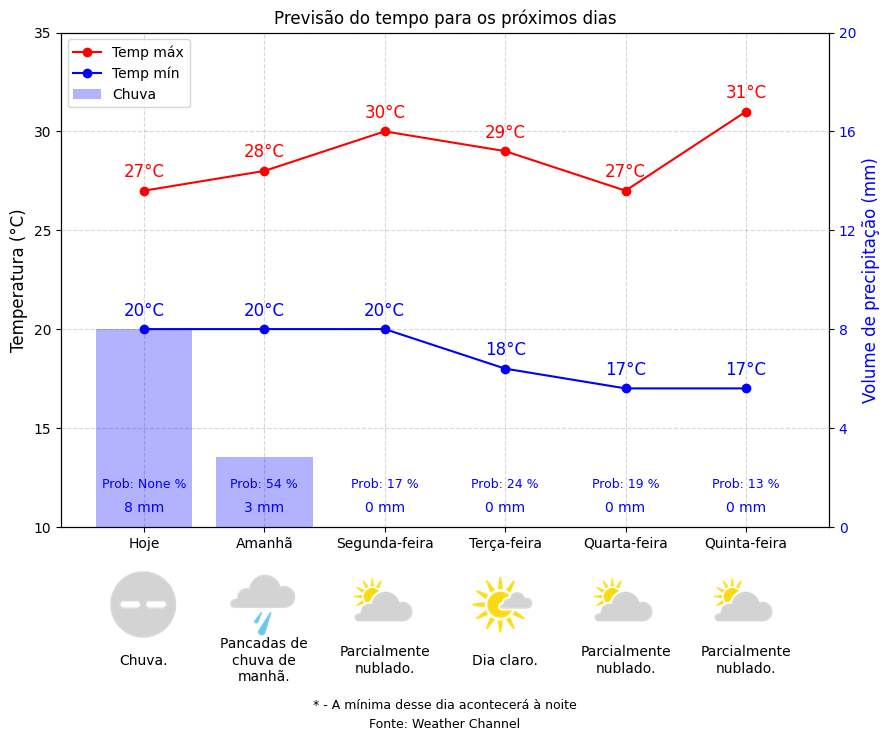 Previsão do tempo para os próximos dias
35
30
25
20
15
10
Temperatura (°C)
20
16
12
8
4
0
Volume de precipitação (mm)
Temp máx
Temp mín
Chuva
27°C
28°C
30°C
29°C
27°C
31°C
20°C
20°C
20°C
18°C
17°C
17°C
Prob: None %
Prob: 54 %
Prob: 17 %
Prob: 24 %
Prob: 19 %
Prob: 13 %
8 mm
3 mm
0 mm
0 mm
0 mm
0 mm
Hoje
Amanhã
Segunda-feira
Terça-feira
Quarta-feira
Quinta-feira
Chuva.
Pancadas de
chuva de
manhã.
Parcialmente
nublado.
Dia claro.
Parcialmente
nublado.
Parcialmente
nublado.
* - A mínima desse dia acontecerá à noite
Fonte: Weather Channel